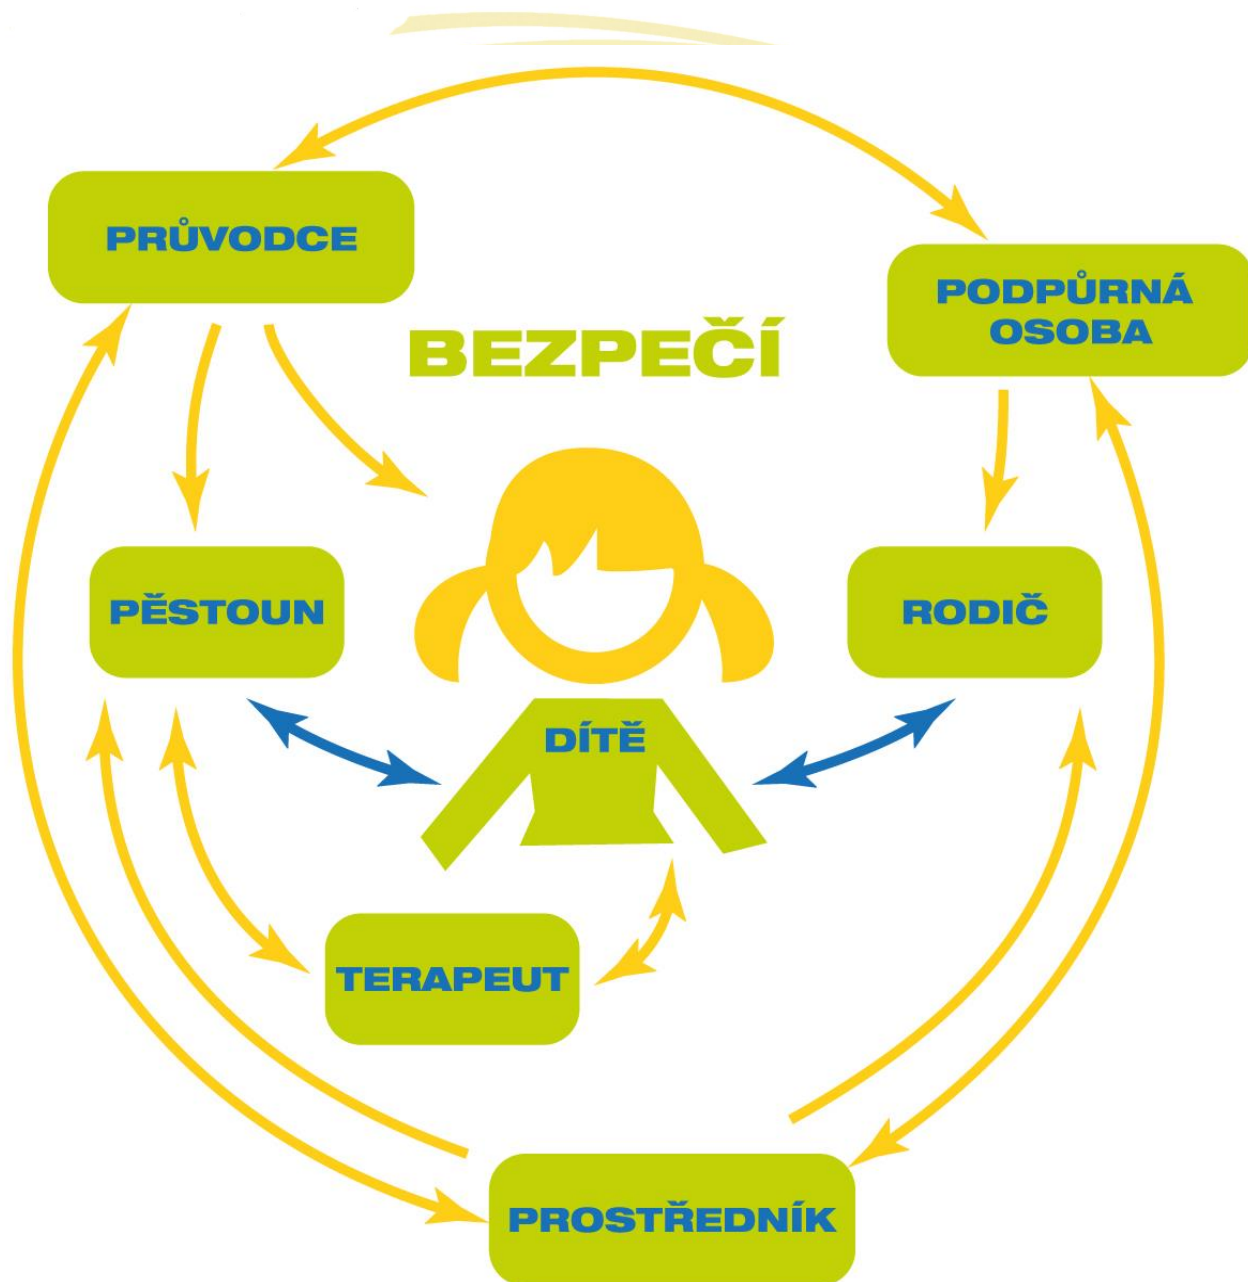 PRŮVODCE
PODPŮRNÁ
OSOBA
BEZPEČÍ
PĚSTOUN
RODIČ
DÍTĚ
TERAPEUT
PROSTŘEDNÍK